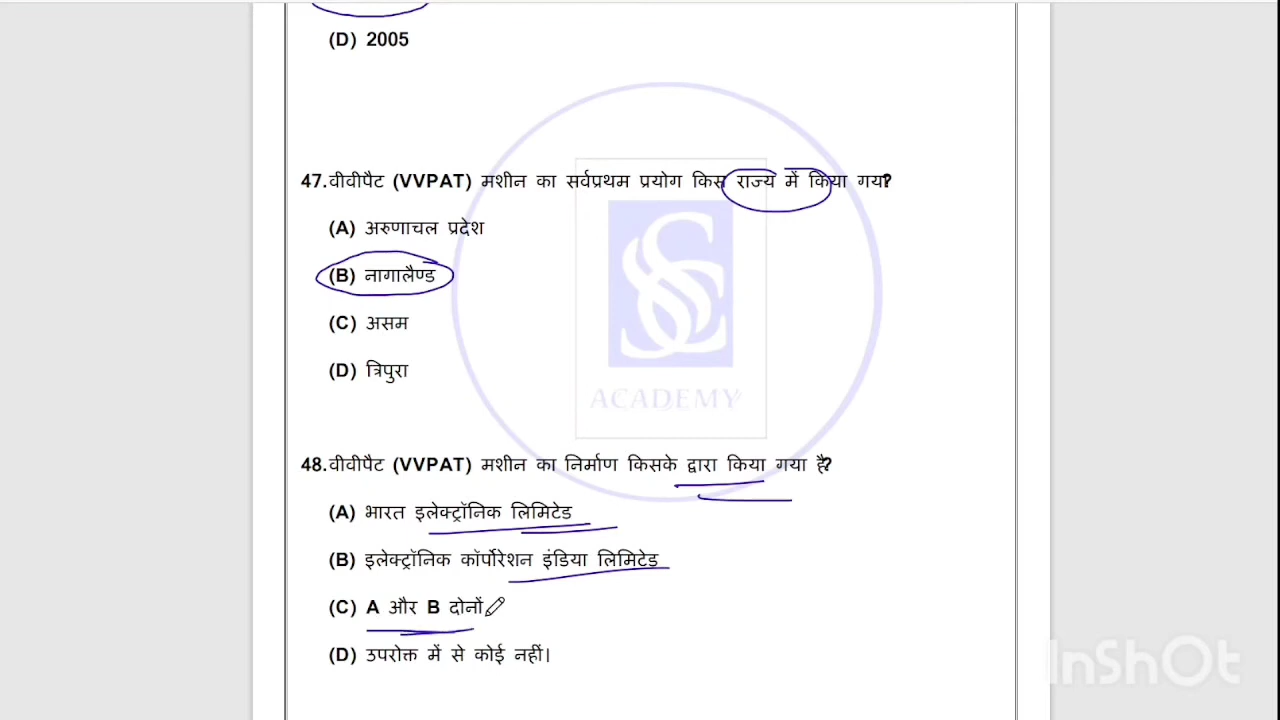 (D) 2005
47.वीवीपैट (VVPAT) मशीन का सर्वप्रथम प्रयोग किस राज्य में किया गया?
(A) अरुणाचल प्रदेश
(B) नागालैण्ड
(C) असम
(D) त्रिपुरा
ACADEMY
48.वीवीपैट (VVPAT) मशीन का निर्माण किसके द्वारा किया गया है?
(A) भारत इलेक्ट्रॉनिक लिमिटेड
(B) इलेक्ट्रॉनिक कॉर्पोरेशन इंडिया लिमिटेड
(C) A और B दोनों
(D) उपरोक्त में से कोई नहीं।
InShOt